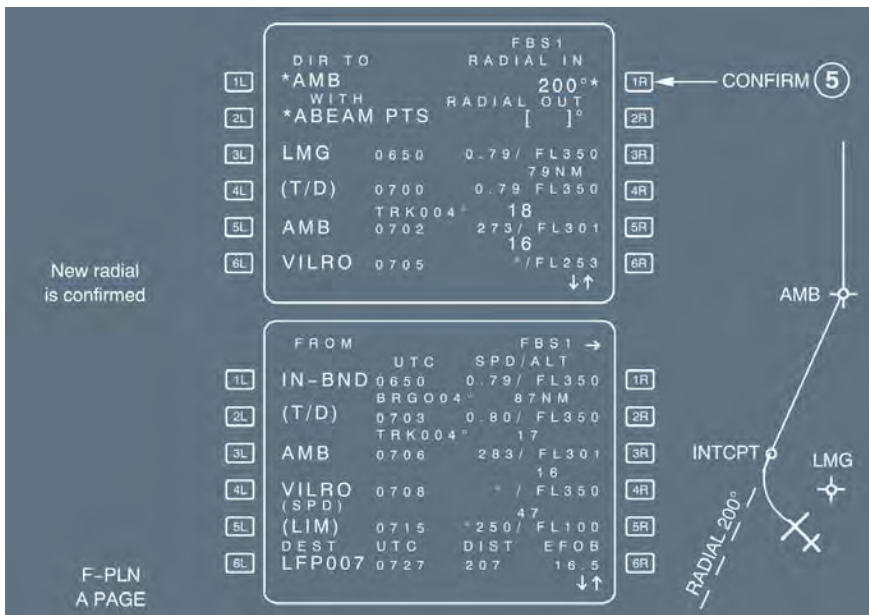 FBS1
DIR TO RADIAL IN
1L *AMB 200°* 1R CONFIRM 5
WITH RADIAL OUT
2L *ABEAM PTS [ ]° 2R
3L LMG 0650 0.79/ FL350 3R
79NM
4L (T/D) 0700 0.79 FL350 4R
TRK004° 18
5L AMB 0702 273/ FL301 5R
16
6L VILRO 0705 °/FL253 6R
↓↑
New radial
is confirmed
FROM FBS1 →
UTC SPD/ALT
1L IN-BND 0650 0.79/ FL350 1R
BRGO04° 87NM
2L (T/D) 0703 0.80/ FL350 2R
TRK004° 17
3L AMB 0706 283/ FL301 3R
16
4L VILRO 0708 ° / FL350 4R
(SPD) 47
5L (LIM) 0715 °250/ FL100 5R
DEST UTC DIST EFOB
6L LFP007 0727 207 16.5 6R
↓↑
F-PLN
A PAGE
AMB
INTCPT
LMG
RADIAL 200°